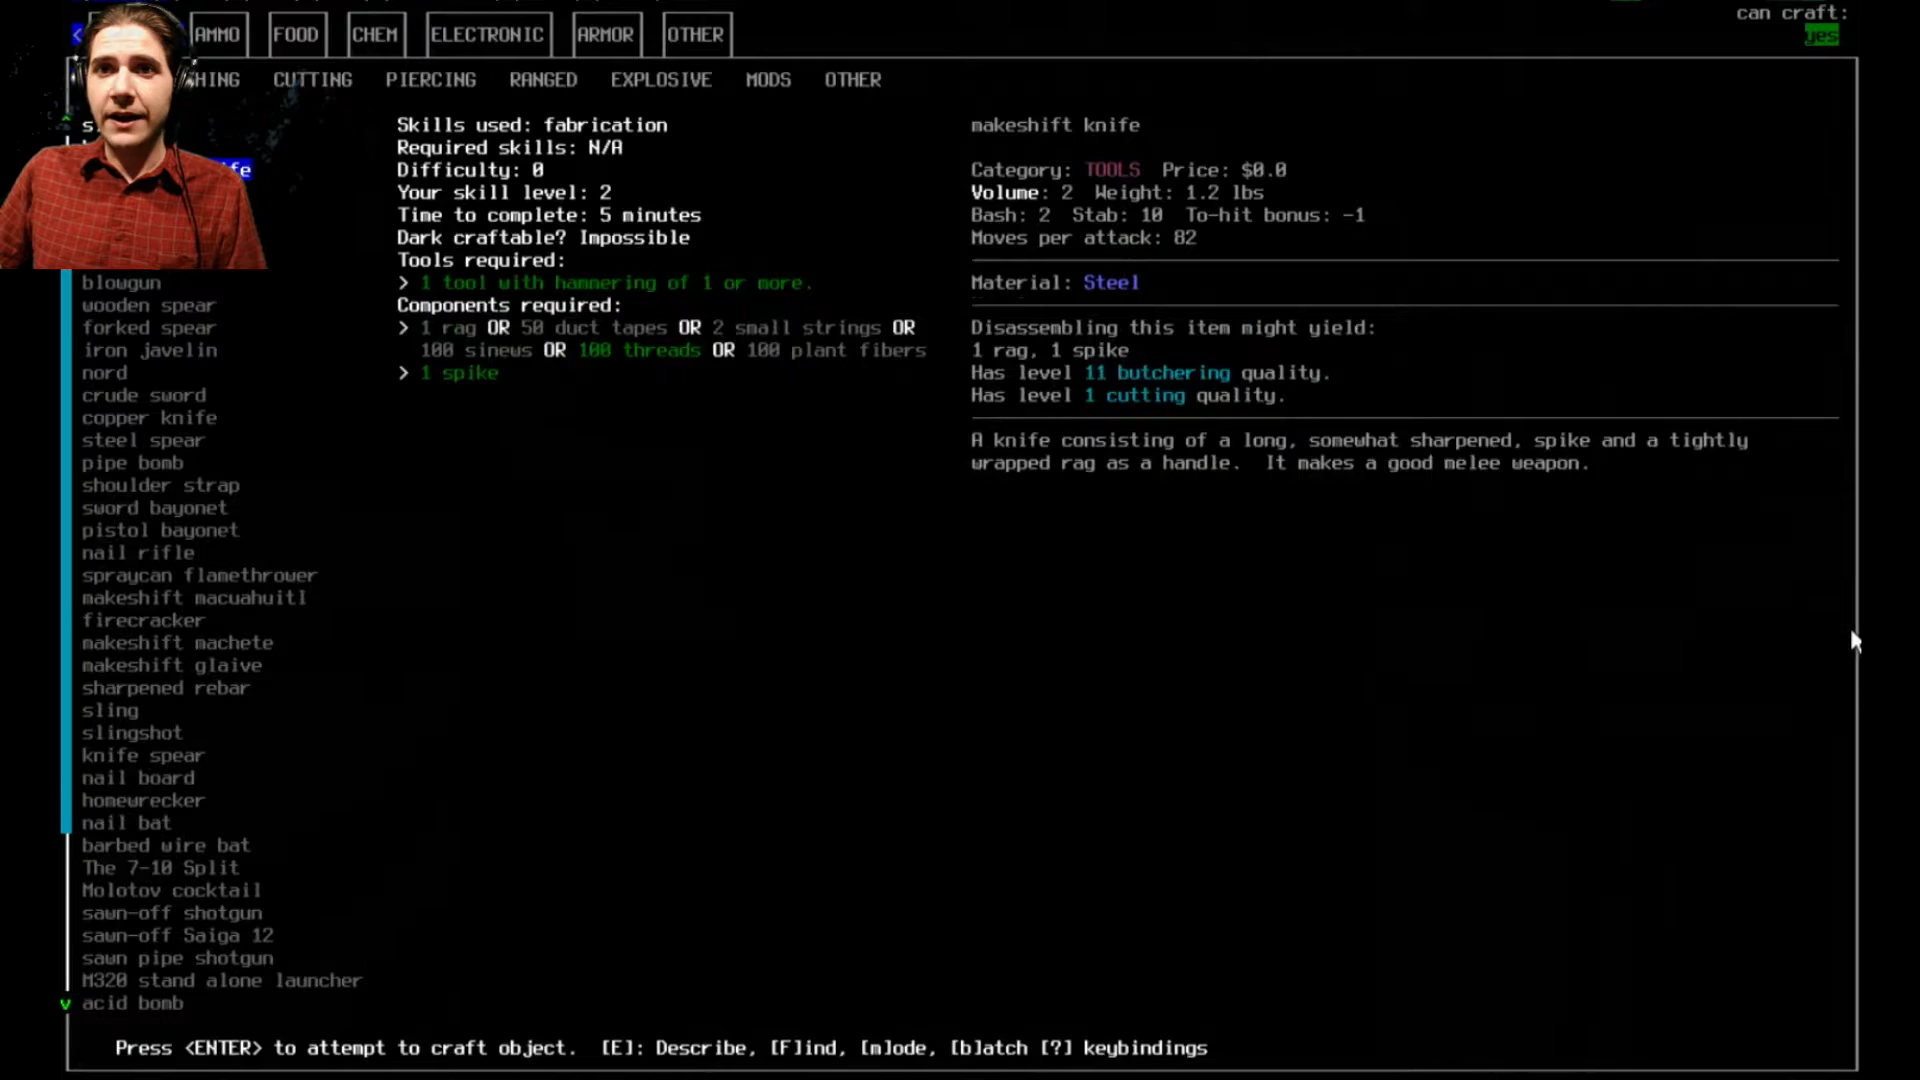 can craft:
< AMMO FOOD CHEM ELECTRONIC ARMOR OTHER yes
HING CUTTING PIERCING RANGED EXPLOSIVE MODS OTHER
^ s
Skills used: fabrication
Required skills: N/A
ife
Difficulty: 0
Your skill level: 2
Time to complete: 5 minutes
Dark craftable? Impossible
Tools required:
> 1 tool with hammering of 1 or more.
Components required:
> 1 rag OR 50 duct tapes OR 2 small strings OR
100 sinews OR 100 threads OR 100 plant fibers
> 1 spike
makeshift knife
Category: TOOLS Price: $0.0
Volume: 2 Weight: 1.2 lbs
Bash: 2 Stab: 10 To-hit bonus: -1
Moves per attack: 82
Material: Steel
Disassembling this item might yield:
1 rag, 1 spike
Has level 11 butchering quality.
Has level 1 cutting quality.
A knife consisting of a long, somewhat sharpened, spike and a tightly
wrapped rag as a handle. It makes a good melee weapon.
blowgun
wooden spear
forked spear
iron javelin
nord
crude sword
copper knife
steel spear
pipe bomb
shoulder strap
sword bayonet
pistol bayonet
nail rifle
spraycan flamethrower
makeshift macuahuitl
firecracker
makeshift machete
makeshift glaive
sharpened rebar
sling
slingshot
knife spear
nail board
homewrecker
nail bat
barbed wire bat
The 7-10 Split
Molotov cocktail
sawn-off shotgun
sawn-off Saiga 12
sawn pipe shotgun
M320 stand alone launcher
v acid bomb
Press <ENTER> to attempt to craft object. [E]: Describe, [F]ind, [m]ode, [b]atch [?] keybindings